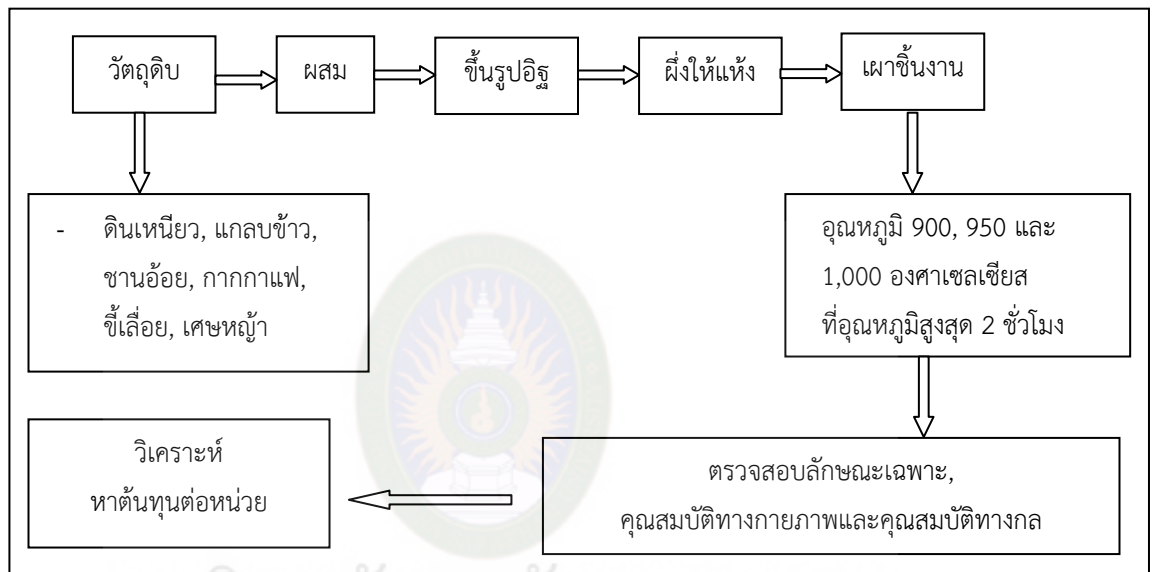 วัตถุดิบ
ผสม
ขึ้นรูปอิฐ
ผึ่งให้แห้ง
เผาชิ้นงาน
- ดินเหนียว, แกลบข้าว,
ชานอ้อย, กากกาแฟ,
ขี้เลื่อย, เศษหญ้า
อุณหภูมิ 900, 950 และ
1,000 องศาเซลเซียส
ที่อุณหภูมิสูงสุด 2 ชั่วโมง
ตรวจสอบลักษณะเฉพาะ,
คุณสมบัติทางกายภาพและคุณสมบัติทางกล
วิเคราะห์
หาต้นทุนต่อหน่วย